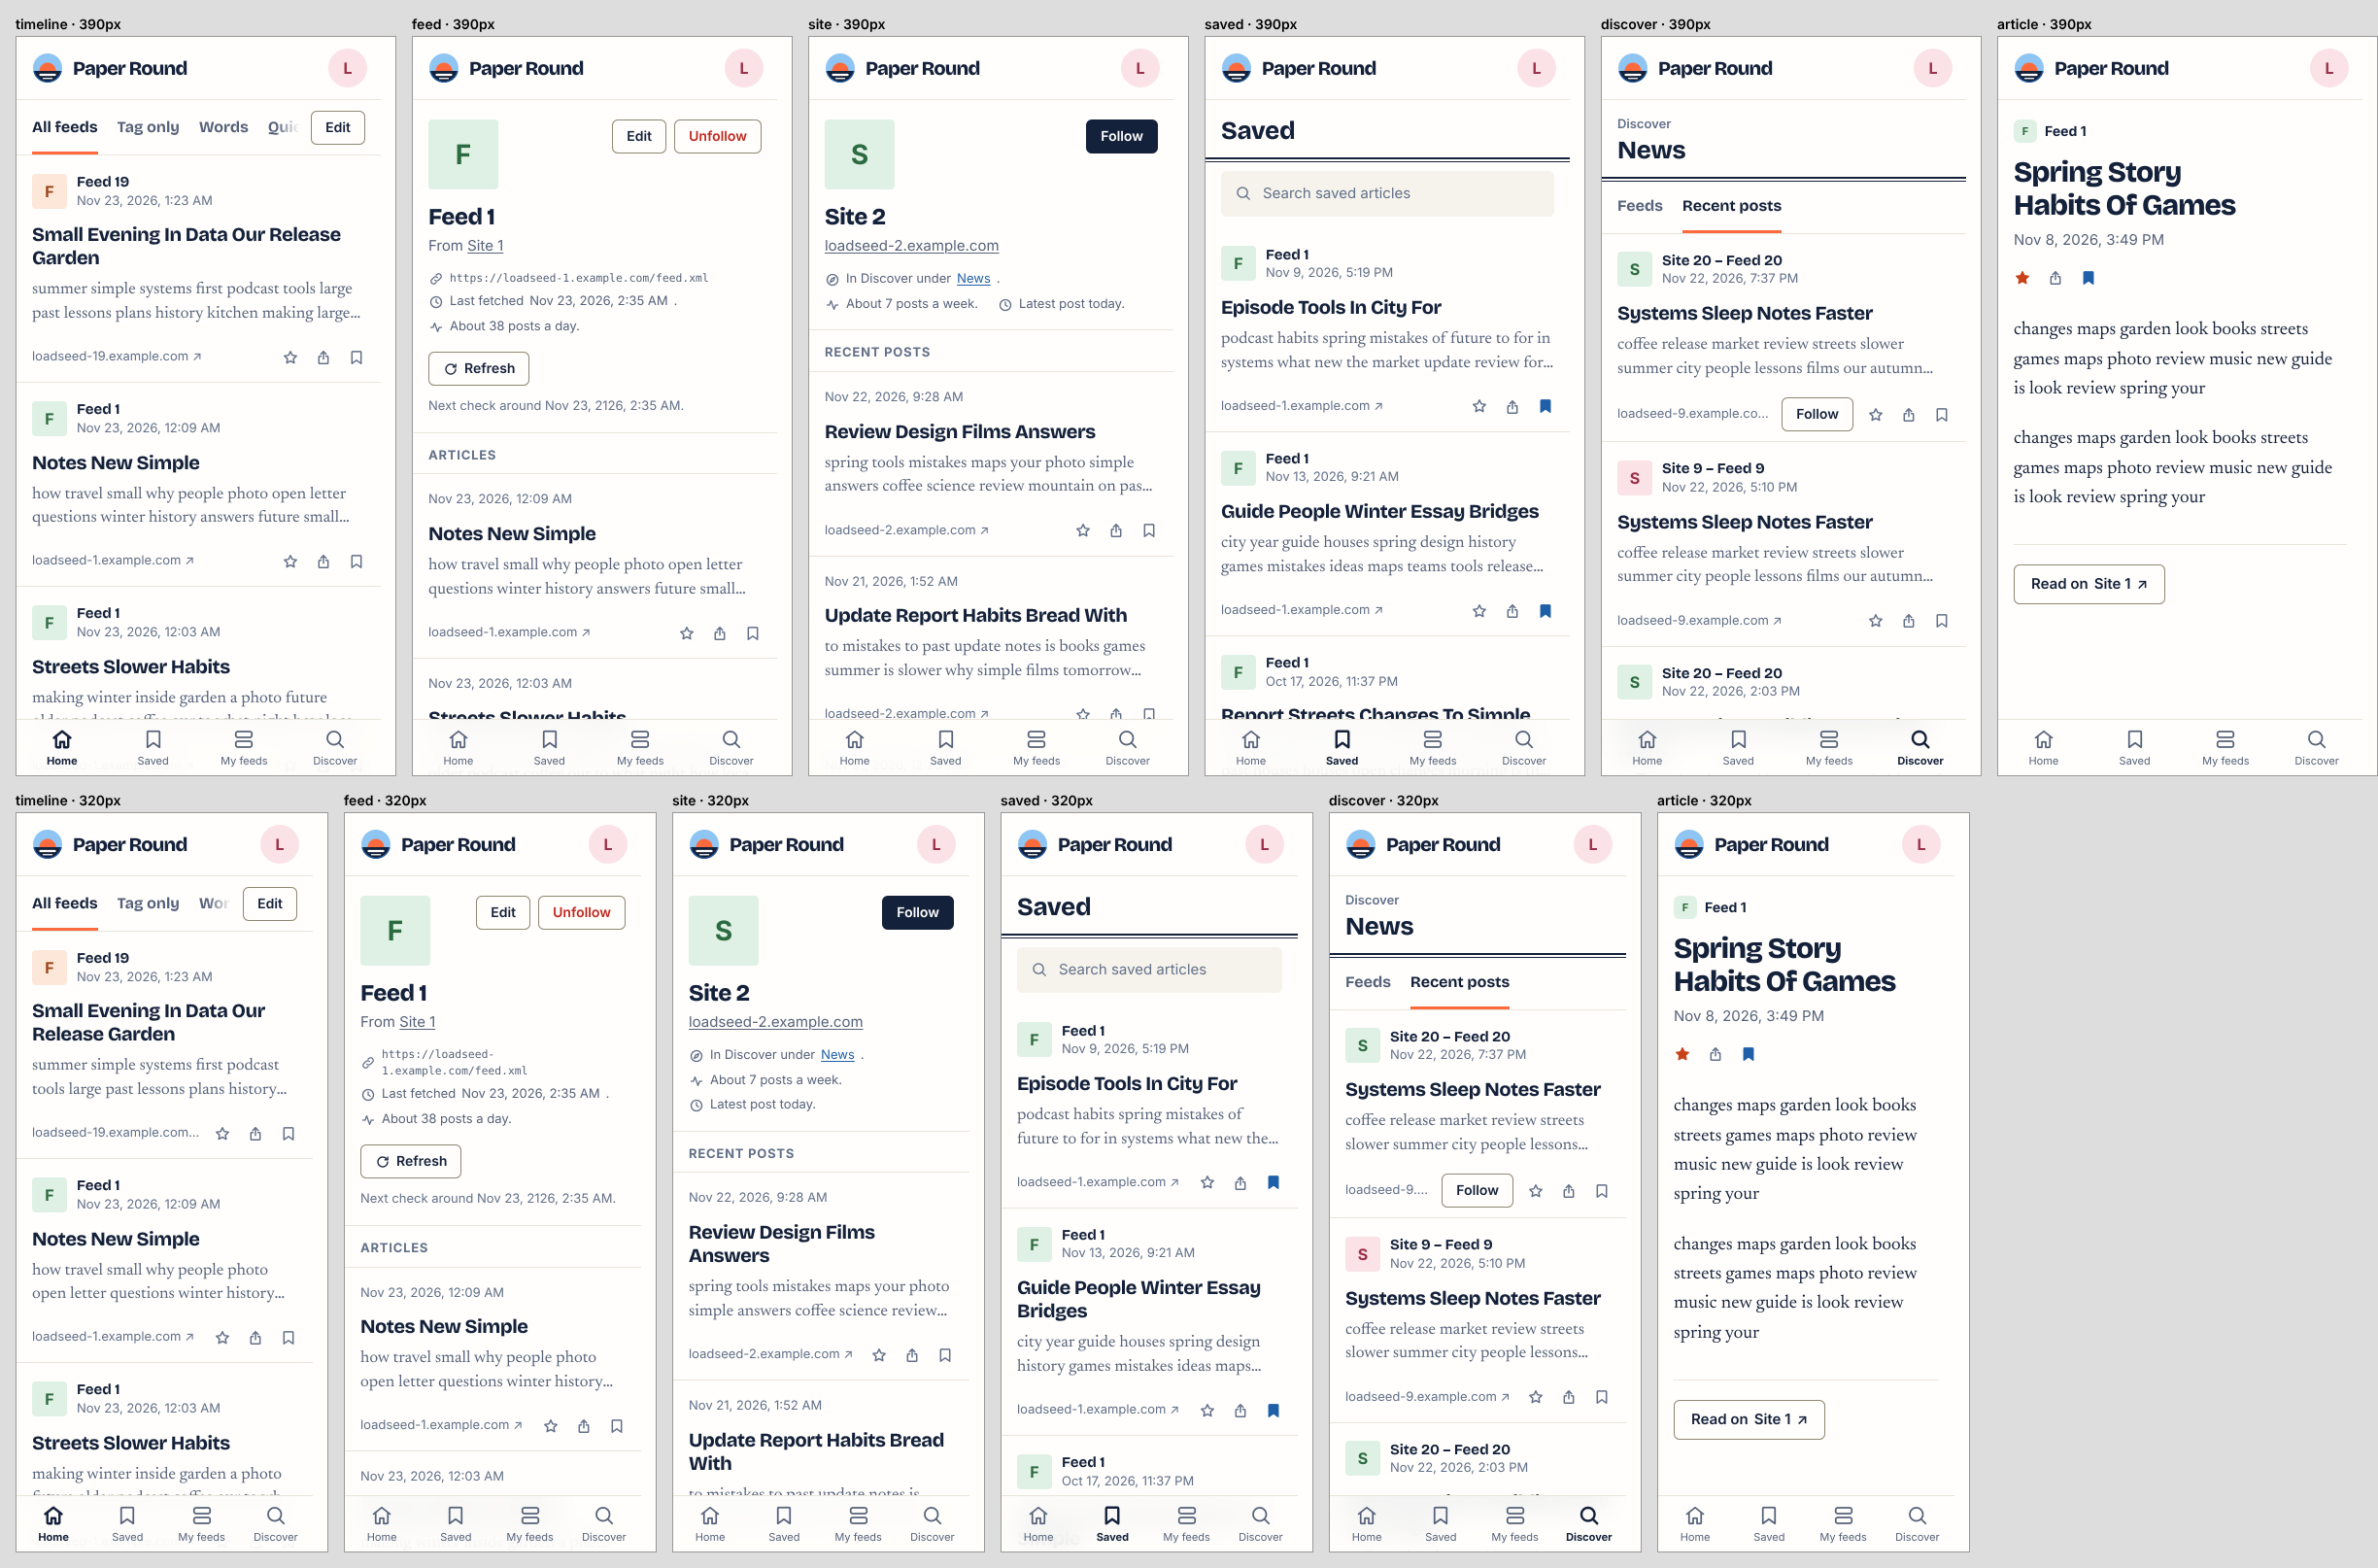 timeline · 390px
Paper Round
L
All feeds Tag only Words Edit
F Feed 19
Nov 23, 2026, 1:23 AM
Small Evening In Data Our Release
Garden
summer simple systems first podcast tools large
past lessons plans history kitchen making large...
loadseed-19.example.com ↗
F Feed 1
Nov 23, 2026, 12:09 AM
Notes New Simple
how travel small why people photo open letter
questions winter history answers future small...
loadseed-1.example.com ↗
F Feed 1
Nov 23, 2026, 12:03 AM
Streets Slower Habits
making winter inside garden a photo future
Home Saved My feeds Discover
feed · 390px
Paper Round
L
F
Edit Unfollow
Feed 1
From Site 1
https://loadseed-1.example.com/feed.xml
Last fetched Nov 23, 2026, 2:35 AM .
About 38 posts a day.
Refresh
Next check around Nov 23, 2126, 2:35 AM.
ARTICLES
Nov 23, 2026, 12:09 AM
Notes New Simple
how travel small why people photo open letter
questions winter history answers future small...
loadseed-1.example.com ↗
Nov 23, 2026, 12:03 AM
Streets Slower Habits
Home Saved My feeds Discover
site · 390px
Paper Round
L
S
Follow
Site 2
loadseed-2.example.com
In Discover under News .
About 7 posts a week. Latest post today.
RECENT POSTS
Nov 22, 2026, 9:28 AM
Review Design Films Answers
spring tools mistakes maps your photo simple
answers coffee science review mountain on pas...
loadseed-2.example.com ↗
Nov 21, 2026, 1:52 AM
Update Report Habits Bread With
to mistakes to past update notes is books games
summer is slower why simple films tomorrow...
loadseed-2.example.com ↗
Home Saved My feeds Discover
saved · 390px
Paper Round
L
Saved
Search saved articles
F Feed 1
Nov 9, 2026, 5:19 PM
Episode Tools In City For
podcast habits spring mistakes of future to for in
systems what new the market update review for...
loadseed-1.example.com ↗
F Feed 1
Nov 13, 2026, 9:21 AM
Guide People Winter Essay Bridges
city year guide houses spring design history
games mistakes ideas maps teams tools release...
loadseed-1.example.com ↗
F Feed 1
Oct 17, 2026, 11:37 PM
Report Streets Changes To Simple
Home Saved My feeds Discover
discover · 390px
Paper Round
L
Discover
News
Feeds Recent posts
S Site 20 – Feed 20
Nov 22, 2026, 7:37 PM
Systems Sleep Notes Faster
coffee release market review streets slower
summer city people lessons films our autumn...
loadseed-9.example.co... Follow
S Site 9 – Feed 9
Nov 22, 2026, 5:10 PM
Systems Sleep Notes Faster
coffee release market review streets slower
summer city people lessons films our autumn...
loadseed-9.example.com ↗
S Site 20 – Feed 20
Nov 22, 2026, 2:03 PM
Home Saved My feeds Discover
article · 390px
Paper Round
L
F Feed 1
Spring Story
Habits Of Games
Nov 8, 2026, 3:49 PM
changes maps garden look books streets
games maps photo review music new guide
is look review spring your
changes maps garden look books streets
games maps photo review music new guide
is look review spring your
Read on Site 1 ↗
Home Saved My feeds Discover
timeline · 320px
Paper Round
L
All feeds Tag only Edit
F Feed 19
Nov 23, 2026, 1:23 AM
Small Evening In Data Our
Release Garden
summer simple systems first podcast
tools large past lessons plans history...
loadseed-19.example.com...
F Feed 1
Nov 23, 2026, 12:09 AM
Notes New Simple
how travel small why people photo
open letter questions winter history...
loadseed-1.example.com ↗
F Feed 1
Nov 23, 2026, 12:03 AM
Streets Slower Habits
making winter inside garden a photo
Home Saved My feeds Discover
feed · 320px
Paper Round
L
F
Edit Unfollow
Feed 1
From Site 1
https://loadseed-
1.example.com/feed.xml
Last fetched Nov 23, 2026, 2:35 AM .
About 38 posts a day.
Refresh
Next check around Nov 23, 2126, 2:35 AM.
ARTICLES
Nov 23, 2026, 12:09 AM
Notes New Simple
how travel small why people photo
open letter questions winter history...
loadseed-1.example.com ↗
Nov 23, 2026, 12:03 AM
Home Saved My feeds Discover
site · 320px
Paper Round
L
S
Follow
Site 2
loadseed-2.example.com
In Discover under News .
About 7 posts a week.
Latest post today.
RECENT POSTS
Nov 22, 2026, 9:28 AM
Review Design Films
Answers
spring tools mistakes maps your photo
simple answers coffee science review...
loadseed-2.example.com ↗
Nov 21, 2026, 1:52 AM
Update Report Habits Bread
With
to mistakes to past update notes is
Home Saved My feeds Discover
saved · 320px
Paper Round
L
Saved
Search saved articles
F Feed 1
Nov 9, 2026, 5:19 PM
Episode Tools In City For
podcast habits spring mistakes of
future to for in systems what new the...
loadseed-1.example.com ↗
F Feed 1
Nov 13, 2026, 9:21 AM
Guide People Winter Essay
Bridges
city year guide houses spring design
history games mistakes ideas maps...
loadseed-1.example.com ↗
F Feed 1
Oct 17, 2026, 11:37 PM
Home Saved My feeds Discover
discover · 320px
Paper Round
L
Discover
News
Feeds Recent posts
S Site 20 – Feed 20
Nov 22, 2026, 7:37 PM
Systems Sleep Notes Faster
coffee release market review streets
slower summer city people lessons...
loadseed-9.... Follow
S Site 9 – Feed 9
Nov 22, 2026, 5:10 PM
Systems Sleep Notes Faster
coffee release market review streets
slower summer city people lessons...
loadseed-9.example.com ↗
S Site 20 – Feed 20
Nov 22, 2026, 2:03 PM
Home Saved My feeds Discover
article · 320px
Paper Round
L
F Feed 1
Spring Story
Habits Of Games
Nov 8, 2026, 3:49 PM
changes maps garden look books
streets games maps photo review
music new guide is look review
spring your
changes maps garden look books
streets games maps photo review
music new guide is look review
spring your
Read on Site 1 ↗
Home Saved My feeds Discover